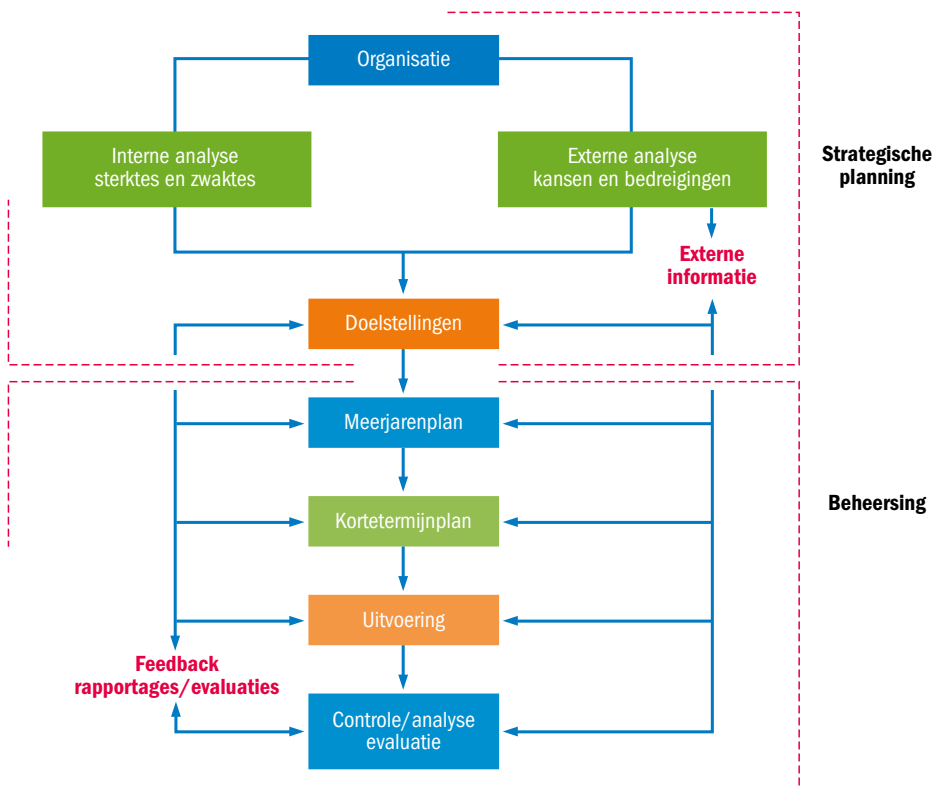 Organisatie
Interne analyse
sterktes en zwaktes
Externe analyse
kansen en bedreigingen
Strategische
planning
Externe
informatie
Doelstellingen
Meerjarenplan
Kortetermijnplan
Beheersing
Uitvoering
Feedback
rapportages/evaluaties
Controle/analyse
evaluatie